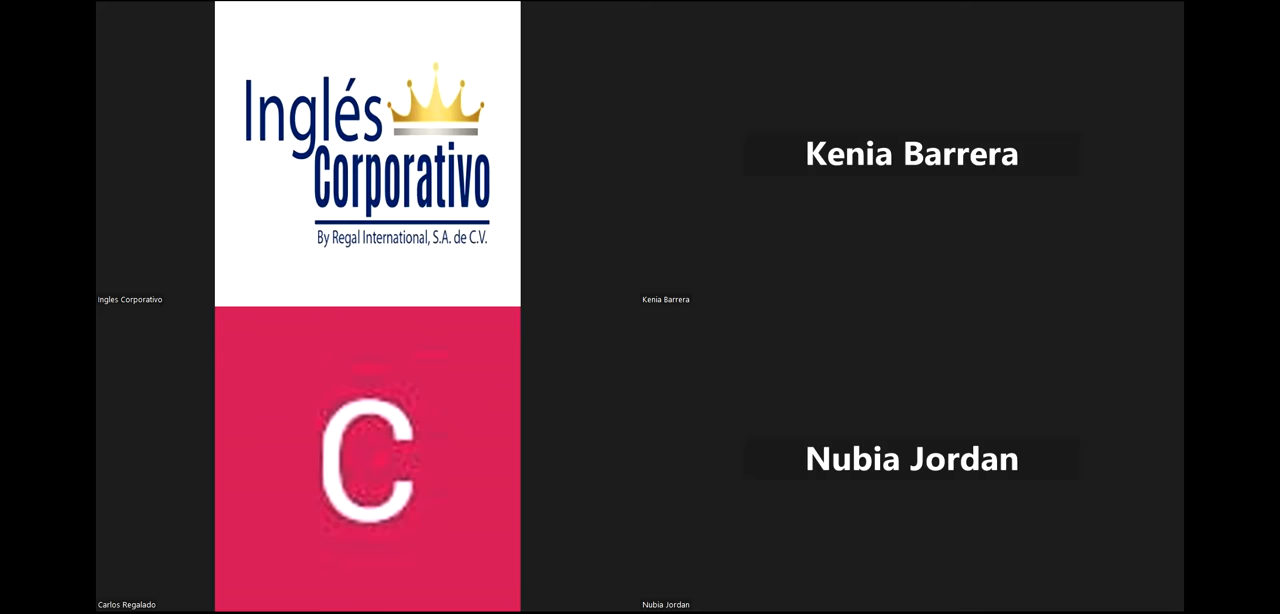 Inglés
Corporativo
By Regal International, S.A. de C.V.
Ingles Corporativo
Kenia Barrera
Kenia Barrera
C
Carlos Regalado
Nubia Jordan
Nubia Jordan